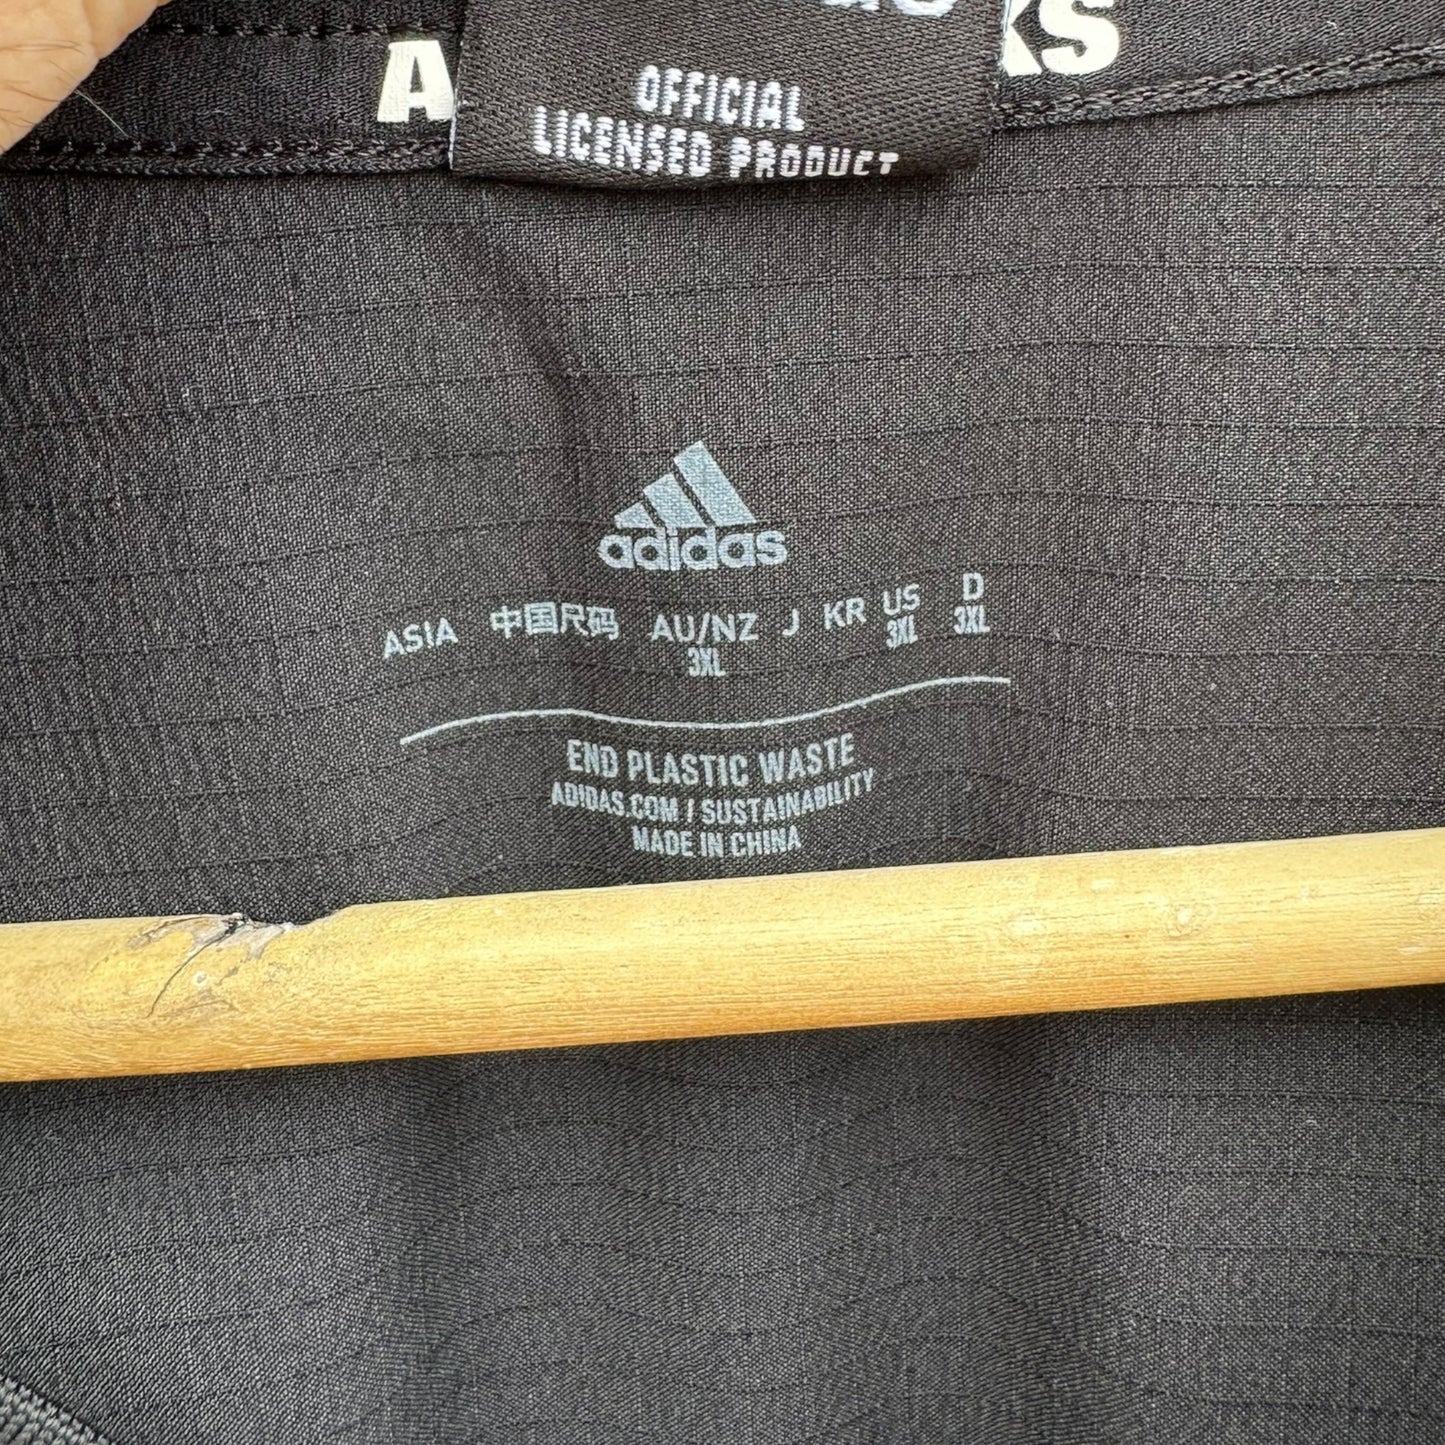 A
KS
OFFICIAL
LICENSED PRODUCT
adidas
ASIA 中国尺码 AU/NZ J KR US D
3XL 3XL 3XL
END PLASTIC WASTE
ADIDAS.COM / SUSTAINABILITY
MADE IN CHINA